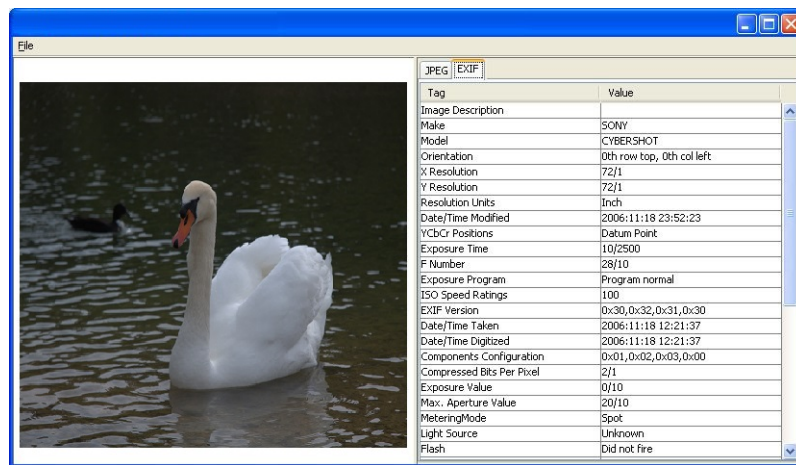 File
JPEG EXIF
Tag Value
Image Description
Make SONY
Model CYBERSHOT
Orientation 0th row top, 0th col left
X Resolution 72/1
Y Resolution 72/1
Resolution Units Inch
Date/Time Modified 2006:11:18 23:52:23
YCbCr Positions Datum Point
Exposure Time 10/2500
F Number 28/10
Exposure Program Program normal
ISO Speed Ratings 100
EXIF Version 0x30,0x32,0x31,0x30
Date/Time Taken 2006:11:18 12:21:37
Date/Time Digitized 2006:11:18 12:21:37
Components Configuration 0x01,0x02,0x03,0x00
Compressed Bits Per Pixel 2/1
Exposure Value 0/10
Max. Aperture Value 20/10
MeteringMode Spot
Light Source Unknown
Flash Did not fire